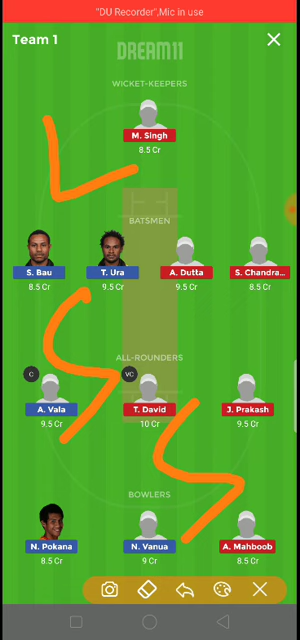 "DU Recorder",Mic in use
Team 1
DREAM11
WICKET-KEEPERS
M. Singh
8.5 Cr
BATSMEN
S. Bau
T. Ura
A. Dutta
S. Chandra...
8.5 Cr
9.5 Cr
9.5 Cr
8.5 Cr
ALL-ROUNDERS
C
VC
A. Vala
T. David
J. Prakash
9.5 Cr
10 Cr
9.5 Cr
BOWLERS
N. Pokana
N. Vanua
A. Mahboob
8.5 Cr
9 Cr
8.5 Cr